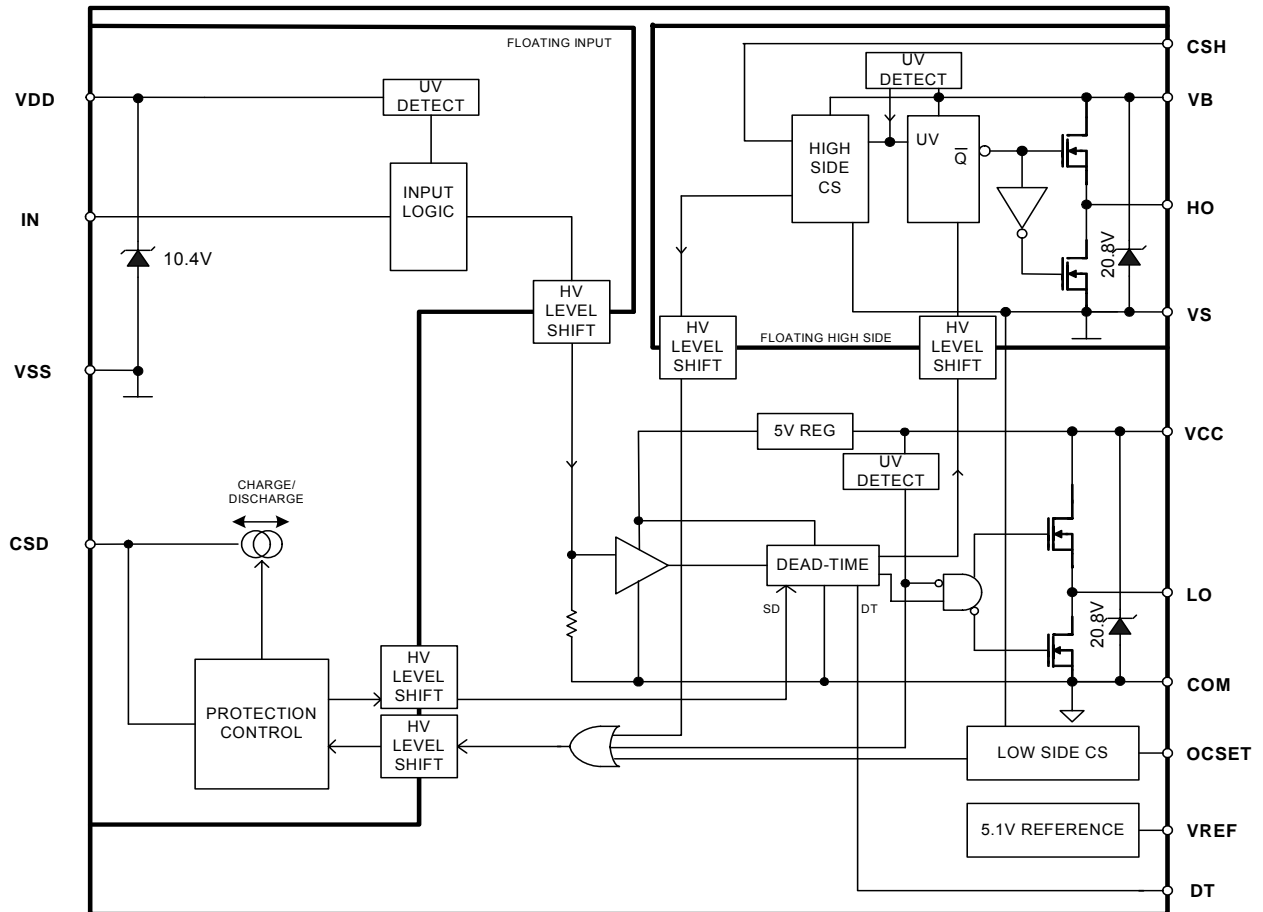 FLOATING INPUT
CSH
UV
DETECT
UV
DETECT
VDD
VB
HIGH
SIDE
CS
UV
Q̅
INPUT
LOGIC
IN
HO
10.4V
20.8V
HV
LEVEL
SHIFT
VS
HV
LEVEL
SHIFT
FLOATING HIGH SIDE
HV
LEVEL
SHIFT
VSS
5V REG
VCC
UV
DETECT
CHARGE/
DISCHARGE
CSD
DEAD-TIME
SD
DT
LO
20.8V
HV
LEVEL
SHIFT
COM
PROTECTION
CONTROL
HV
LEVEL
SHIFT
LOW SIDE CS
OCSET
5.1V REFERENCE
VREF
DT